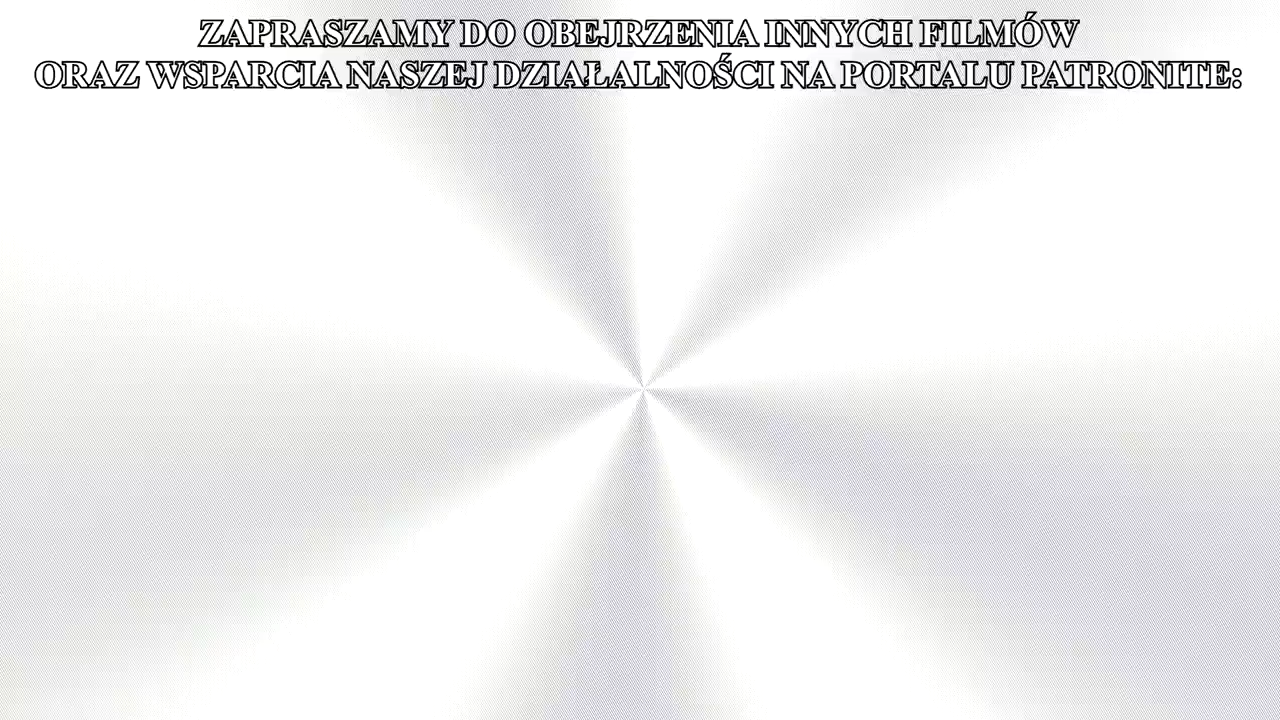 ZAPRASZAMY DO OBEJRZENIA INNYCH FILMÓW
ORAZ WSPARCIA NASZEJ DZIAŁALNOŚCI NA PORTALU PATRONITE: